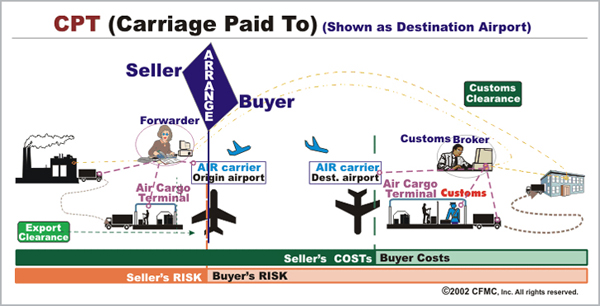 CPT (Carriage Paid To) (Shown as Destination Airport)
Seller
ARRANGE
Buyer
Customs
Clearance
Forwarder
Customs Broker
AIR carrier
Origin airport
AIR carrier
Dest. airport
Air Cargo
Terminal
Air Cargo
Terminal
Customs
Export
Clearance
Seller's COSTs
Buyer Costs
Seller's RISK
Buyer's RISK
©2002 CFMC, Inc. All rights reserved.